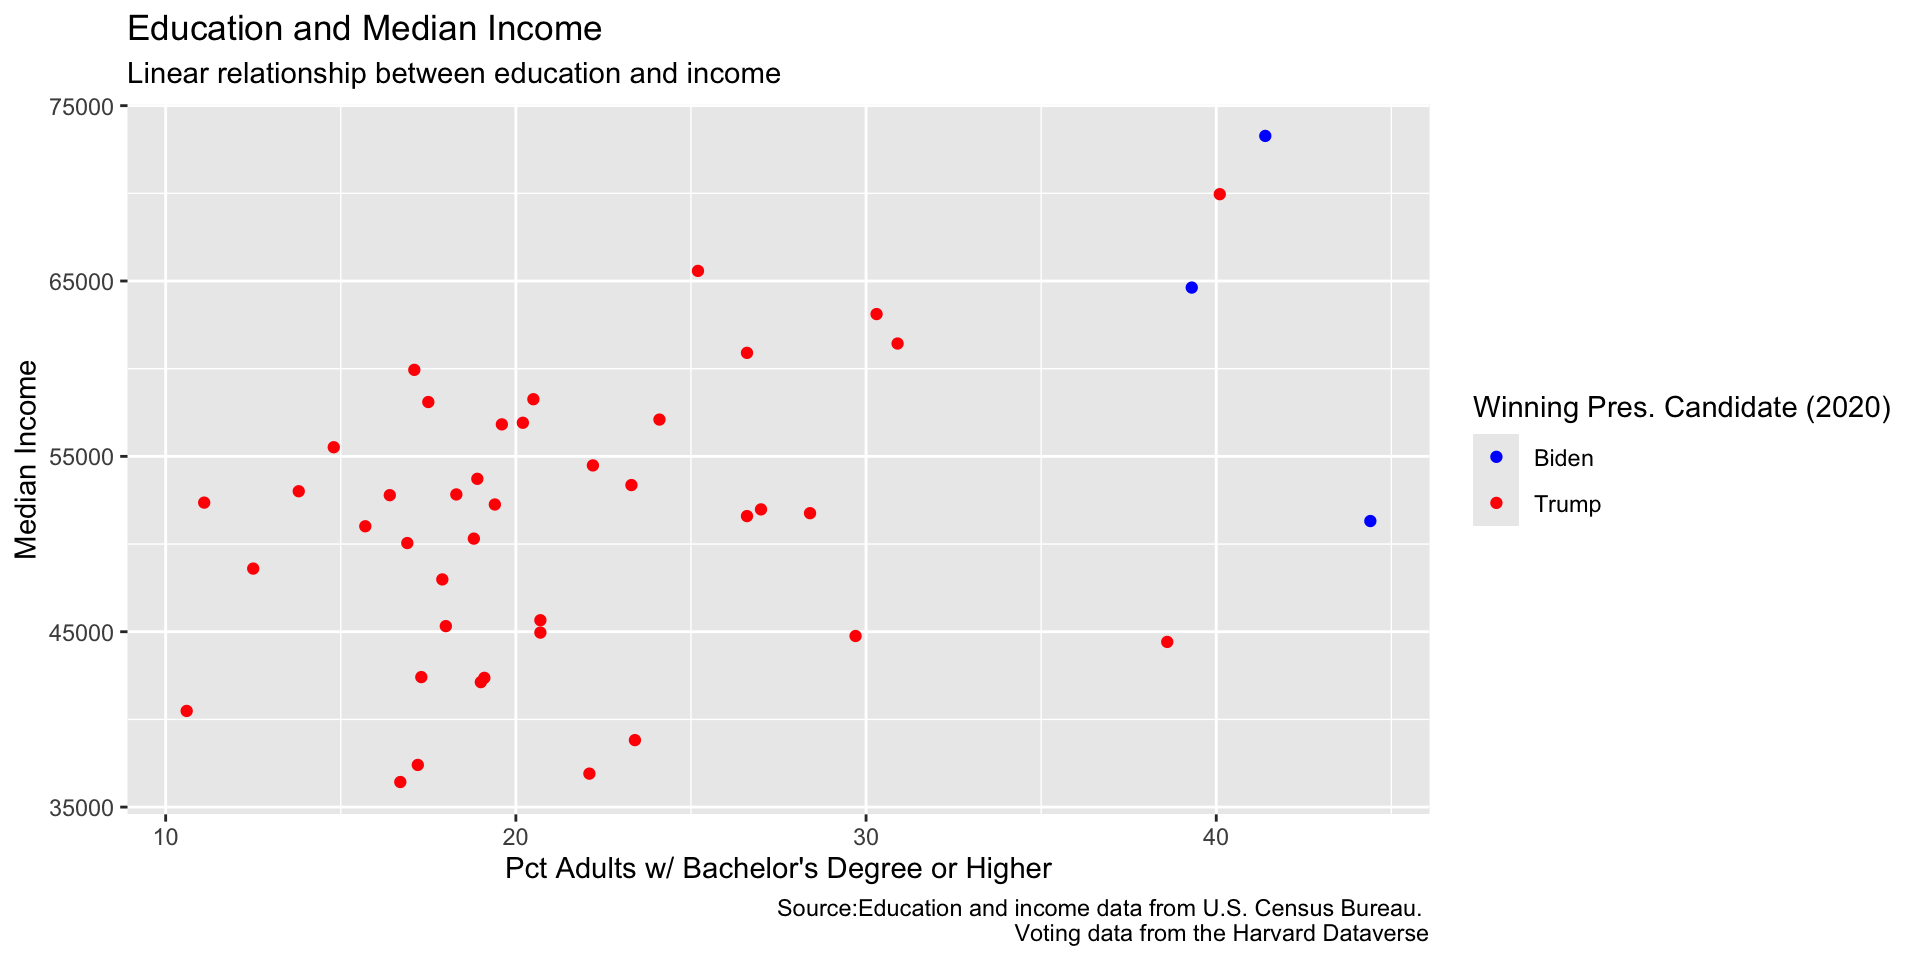 Education and Median Income
Linear relationship between education and income
75000
65000
55000
45000
35000
Median Income
10 20 30 40
Pct Adults w/ Bachelor's Degree or Higher
Winning Pres. Candidate (2020)
Biden
Trump
Source:Education and income data from U.S. Census Bureau.
Voting data from the Harvard Dataverse